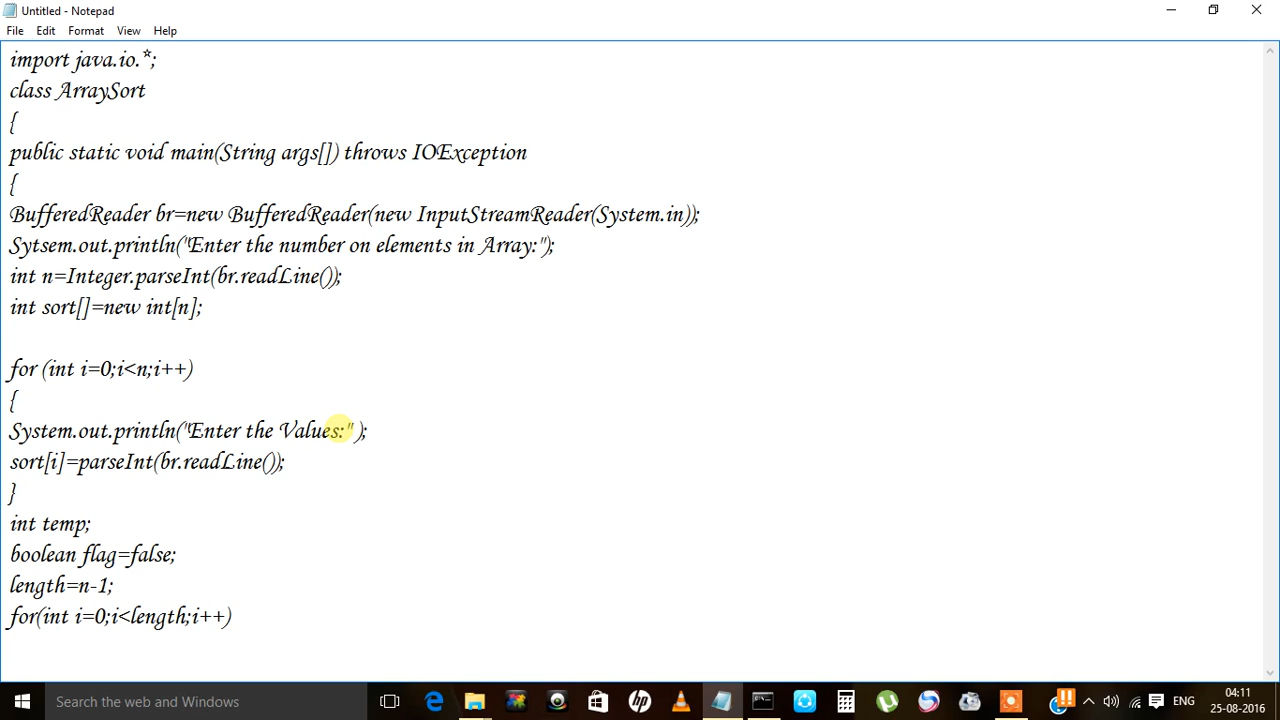 Untitled - Notepad
File Edit Format View Help
import java.io.*;
class ArraySort
{
public static void main(String args[]) throws IOException
{
BufferedReader br=new BufferedReader(new InputStreamReader(System.in));
Sytsem.out.println("Enter the number on elements in Array:");
int n=Integer.parseInt(br.readLine());
int sort[]=new int[n];
for (int i=0;i<n;i++)
{
System.out.println("Enter the Values:" );
sort[i]=parseInt(br.readLine());
}
int temp;
boolean flag=false;
length=n-1;
for(int i=0;i<length;i++)
Search the web and Windows
hp
ENG
04:11
25-08-2016